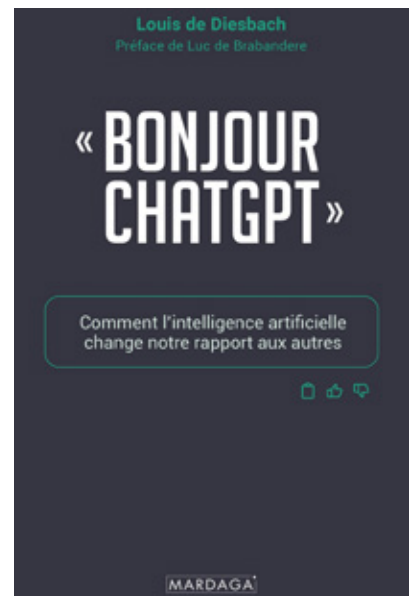 Louis de Diesbach
Préface de Luc de Brabandere
« BONJOUR
CHATGPT »
Comment l'intelligence artificielle
change notre rapport aux autres
MARDAGA